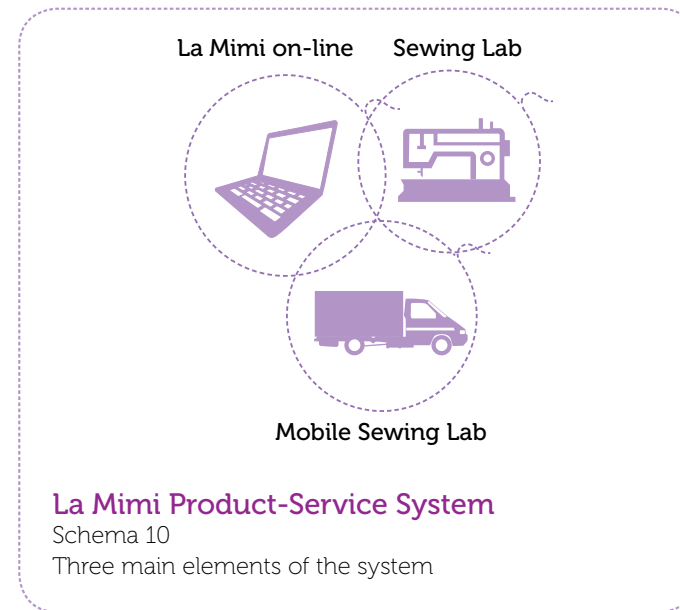 La Mimi on-line
Sewing Lab
Mobile Sewing Lab
La Mimi Product-Service System
Schema 10
Three main elements of the system